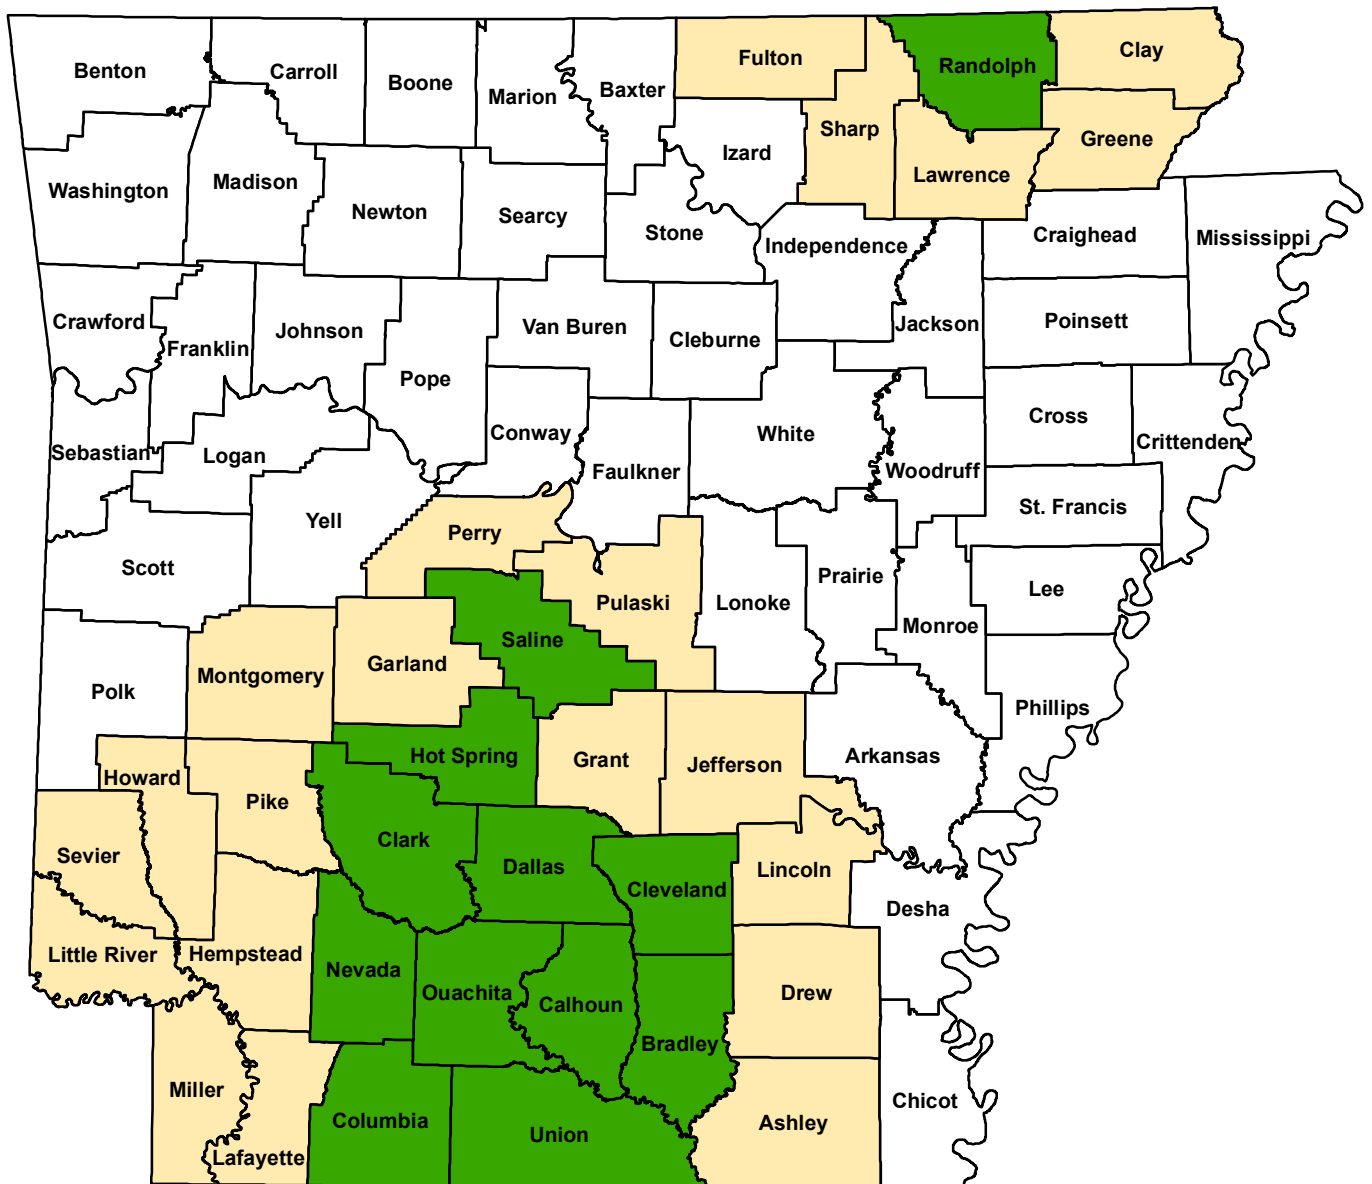 Benton
Carroll
Boone
Marion
Baxter
Fulton
Randolph
Clay
Sharp
Greene
Izard
Lawrence
Washington
Madison
Newton
Searcy
Stone
Independence
Craighead
Mississippi
Crawford
Franklin
Johnson
Pope
Van Buren
Cleburne
Jackson
Poinsett
Sebastian
Logan
Conway
Faulkner
White
Woodruff
Cross
Crittenden
Yell
Perry
St. Francis
Scott
Pulaski
Lonoke
Prairie
Lee
Monroe
Saline
Garland
Montgomery
Polk
Phillips
Hot Spring
Grant
Jefferson
Arkansas
Howard
Pike
Clark
Sevier
Dallas
Cleveland
Lincoln
Desha
Little River
Hempstead
Nevada
Ouachita
Calhoun
Drew
Bradley
Miller
Chicot
Columbia
Union
Ashley
Lafayette